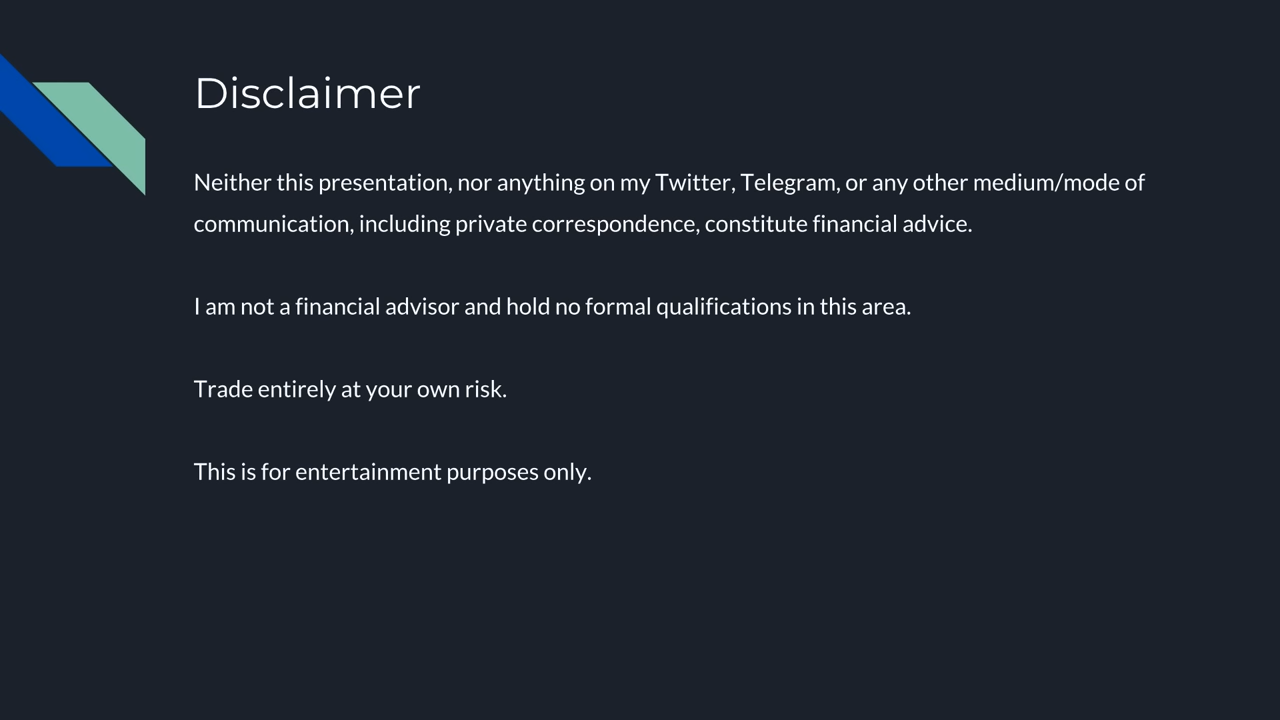 Disclaimer
Neither this presentation, nor anything on my Twitter, Telegram, or any other medium/mode of
communication, including private correspondence, constitute financial advice.
I am not a financial advisor and hold no formal qualifications in this area.
Trade entirely at your own risk.
This is for entertainment purposes only.